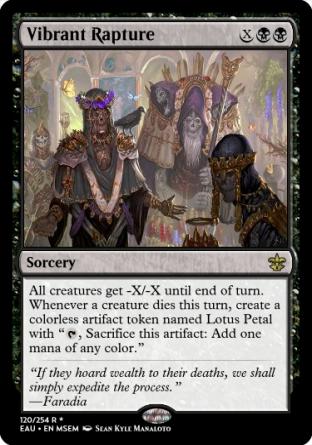 Vibrant Rapture X
Sorcery
All creatures get -X/-X until end of turn.
Whenever a creature dies this turn, create a
colorless artifact token named Lotus Petal
with “, Sacrifice this artifact: Add one
mana of any color.”
“If they hoard wealth to their deaths, we shall
simply expedite the process.”
—Faradia
120/254 R *
EAU • EN MSEM SEAN KYLE MANALOTO